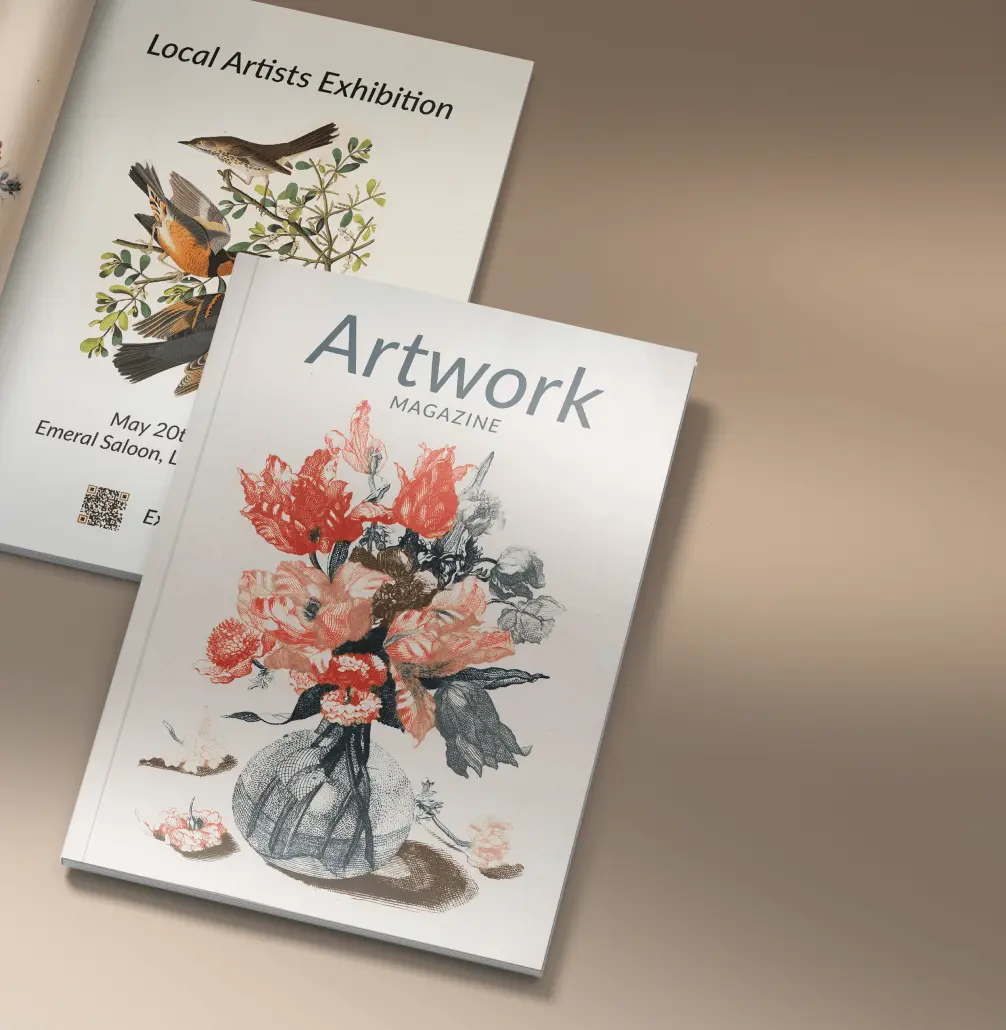 Local Artists Exhibition
May 20t
Emeral Saloon, L
Ex
Artwork
MAGAZINE